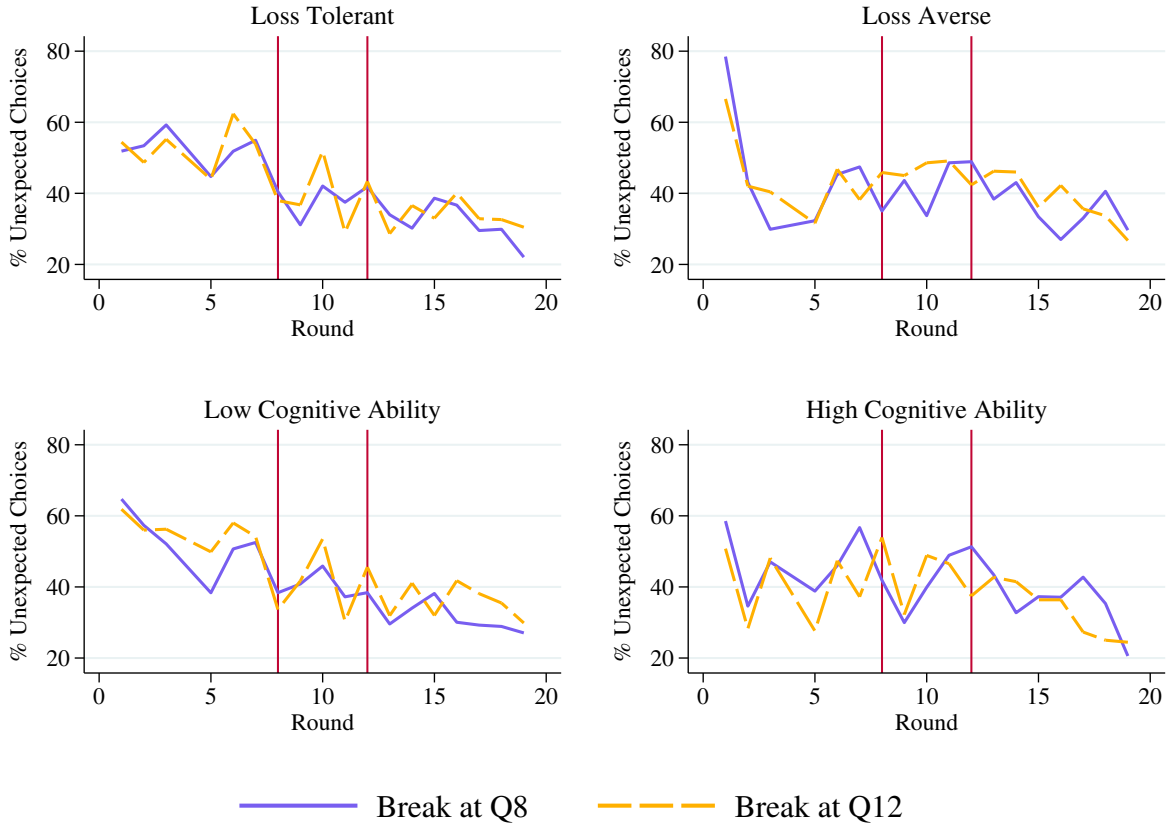 Loss Tolerant
% Unexpected Choices
80
60
40
20
0 5 10 15 20
Round
Loss Averse
% Unexpected Choices
80
60
40
20
0 5 10 15 20
Round
Low Cognitive Ability
% Unexpected Choices
80
60
40
20
0 5 10 15 20
Round
High Cognitive Ability
% Unexpected Choices
80
60
40
20
0 5 10 15 20
Round
Break at Q8 Break at Q12